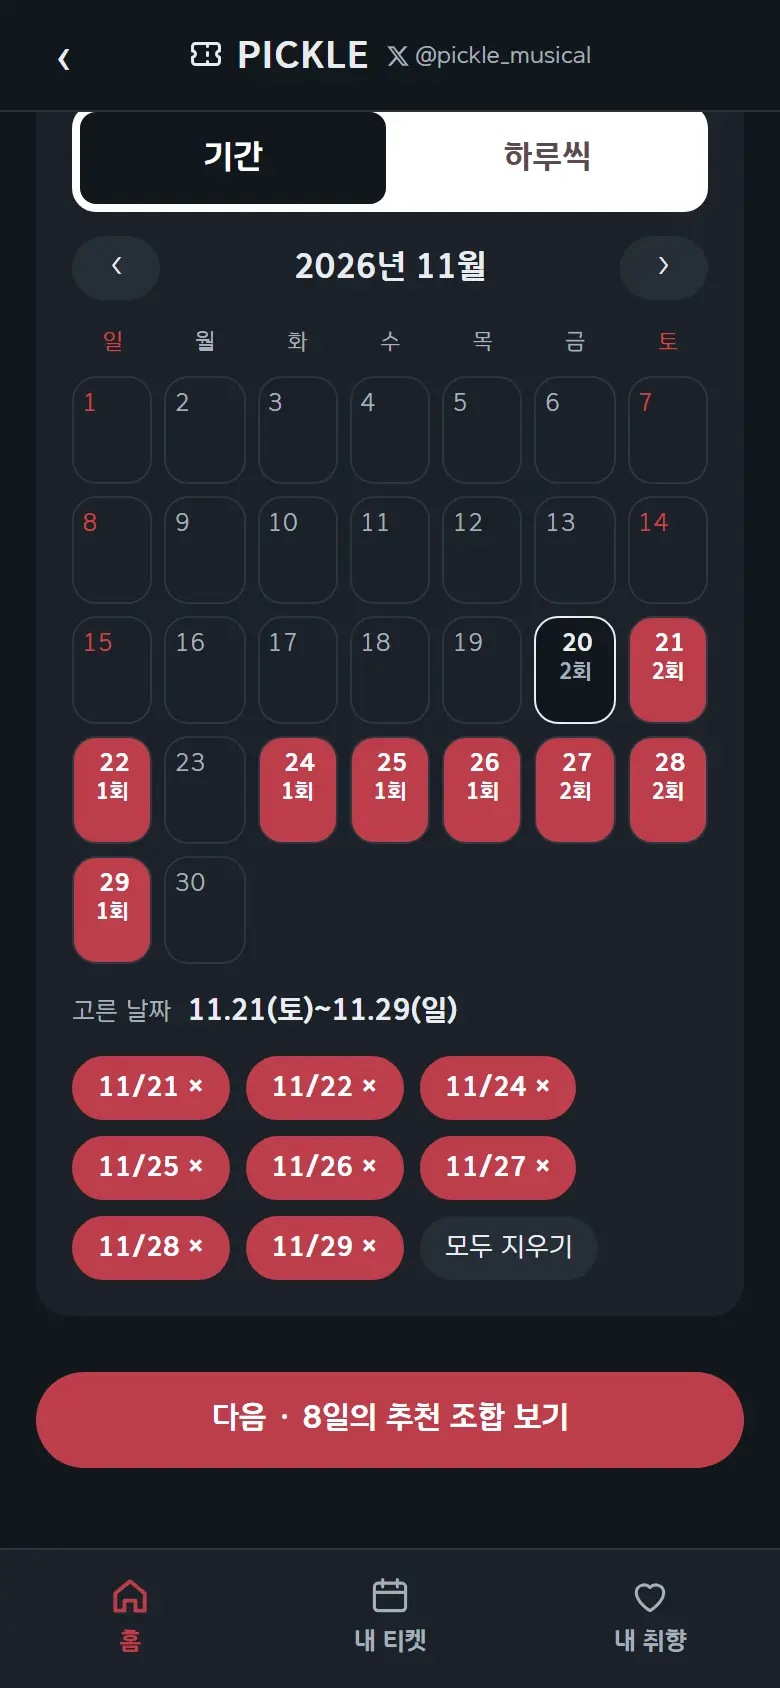 PICKLE 𝕏 @pickle_musical
기간 하루씩
‹ 2026년 11월 ›
일 월 화 수 목 금 토
1 2 3 4 5 6 7
8 9 10 11 12 13 14
15 16 17 18 19 20 21
2회 2회
22 23 24 25 26 27 28
1회 1회 1회 1회 2회 2회
29 30
1회
고른 날짜 11.21(토)~11.29(일)
11/21 × 11/22 × 11/24 ×
11/25 × 11/26 × 11/27 ×
11/28 × 11/29 × 모두 지우기
다음 · 8일의 추천 조합 보기
홈 내 티켓 내 취향